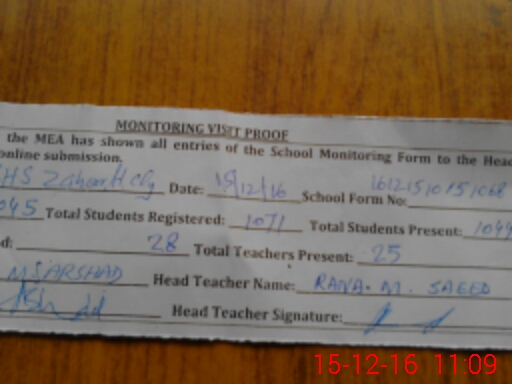 MONITORING VISIT PROOF
the MEA has shown all entries of the School Monitoring Form to the Head
online submission.
Date: 15/12/16 School Form No:
045 Total Students Registered: 1071 Total Students Present: 1049
d: 28 Total Teachers Present: 25
M. ARSHAD Head Teacher Name: RANA. M. SAEED
Head Teacher Signature:
15-12-16 11:09